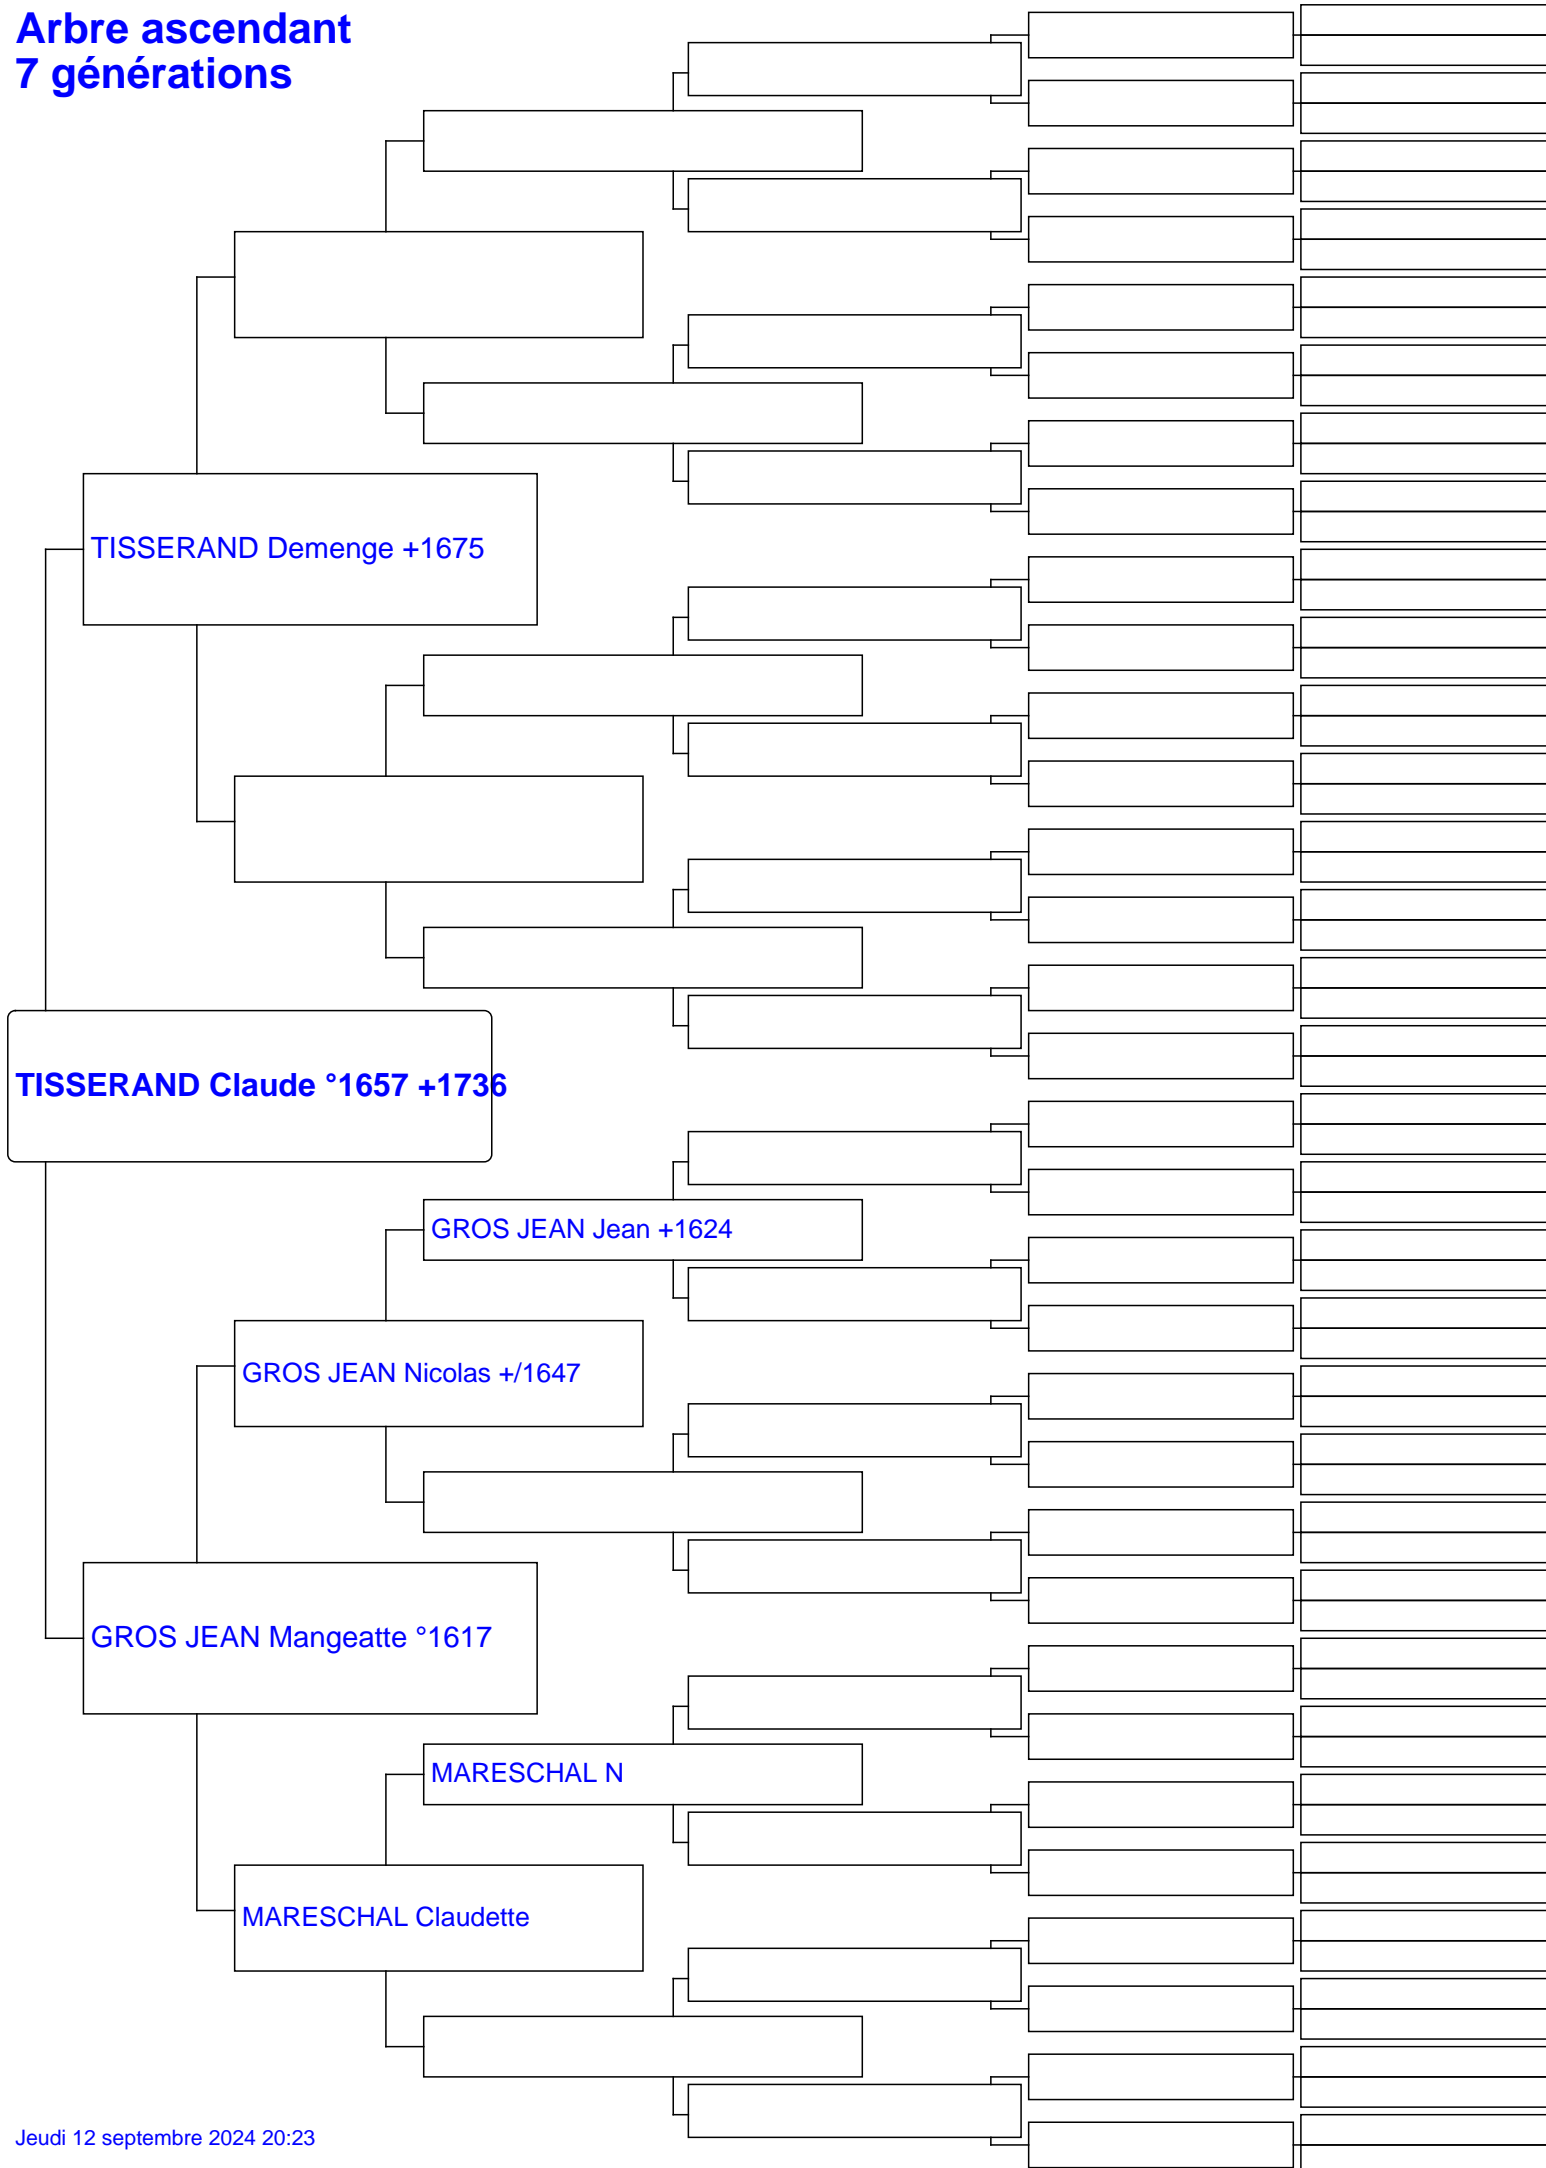 Arbre ascendant
7 générations
TISSERAND Demenge +1675
TISSERAND Claude °1657 +1736
GROS JEAN Jean +1624
GROS JEAN Nicolas +/1647
GROS JEAN Mangeatte °1617
MARESCHAL N
MARESCHAL Claudette
Jeudi 12 septembre 2024 20:23